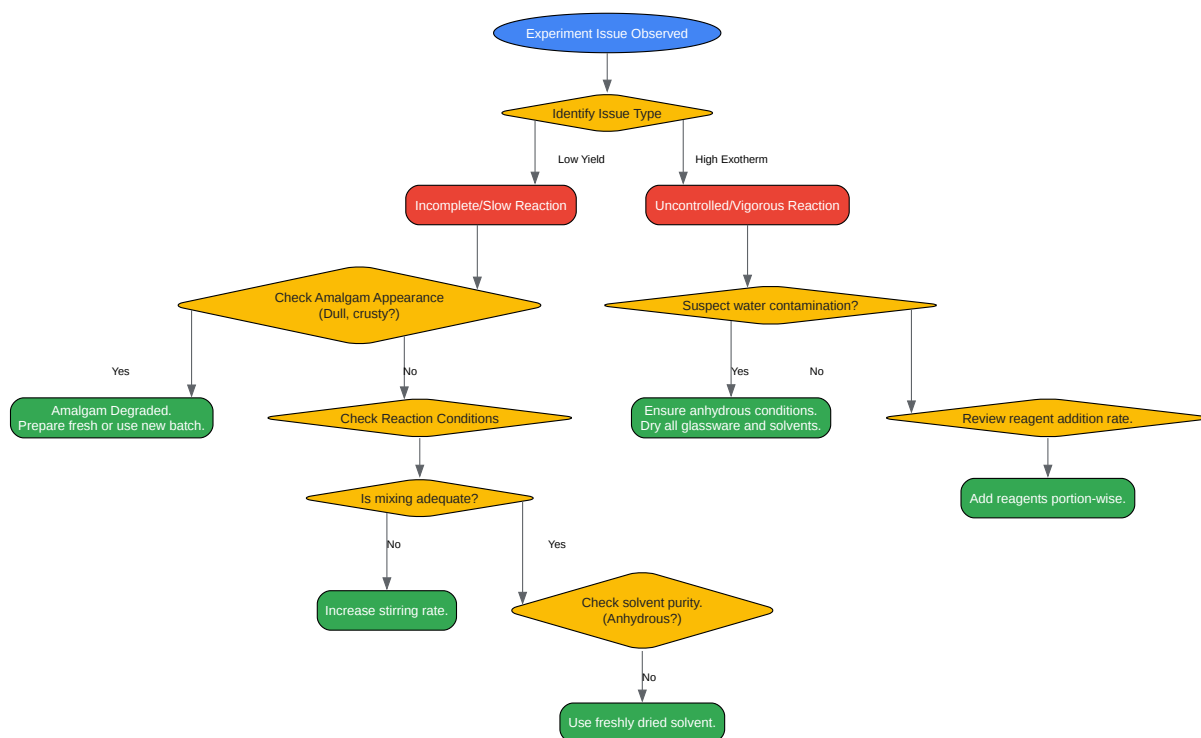 Experiment Issue Observed
Identify Issue Type
Low Yield
High Exotherm
Incomplete/Slow Reaction
Uncontrolled/Vigorous Reaction
Check Amalgam Appearance
(Dull, crusty?)
Suspect water contamination?
Yes
No
Yes
No
Amalgam Degraded.
Prepare fresh or use new batch.
Check Reaction Conditions
Ensure anhydrous conditions.
Dry all glassware and solvents.
Review reagent addition rate.
Is mixing adequate?
Add reagents portion-wise.
No
Yes
Increase stirring rate.
Check solvent purity.
(Anhydrous?)
No
Use freshly dried solvent.